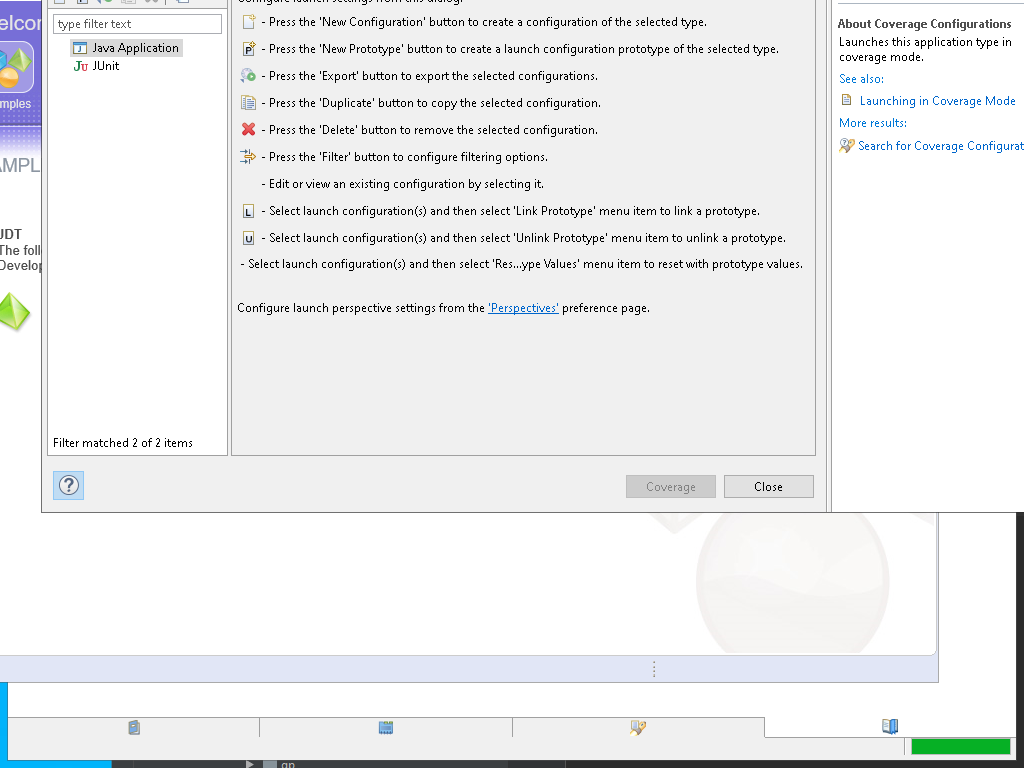 elcon
type filter text
Java Application
JUnit
- Press the 'New Configuration' button to create a configuration of the selected type.
- Press the 'New Prototype' button to create a launch configuration prototype of the selected type.
- Press the 'Export' button to export the selected configurations.
- Press the 'Duplicate' button to copy the selected configuration.
- Press the 'Delete' button to remove the selected configuration.
- Press the 'Filter' button to configure filtering options.
- Edit or view an existing configuration by selecting it.
- Select launch configuration(s) and then select 'Link Prototype' menu item to link a prototype.
- Select launch configuration(s) and then select 'Unlink Prototype' menu item to unlink a prototype.
- Select launch configuration(s) and then select 'Res...ype Values' menu item to reset with prototype values.
Configure launch perspective settings from the 'Perspectives' preference page.
Filter matched 2 of 2 items
Coverage
Close
About Coverage Configurations
Launches this application type in
coverage mode.
See also:
Launching in Coverage Mode
More results:
Search for Coverage Configurat
mples
AMPL
JDT
The foll
Develop